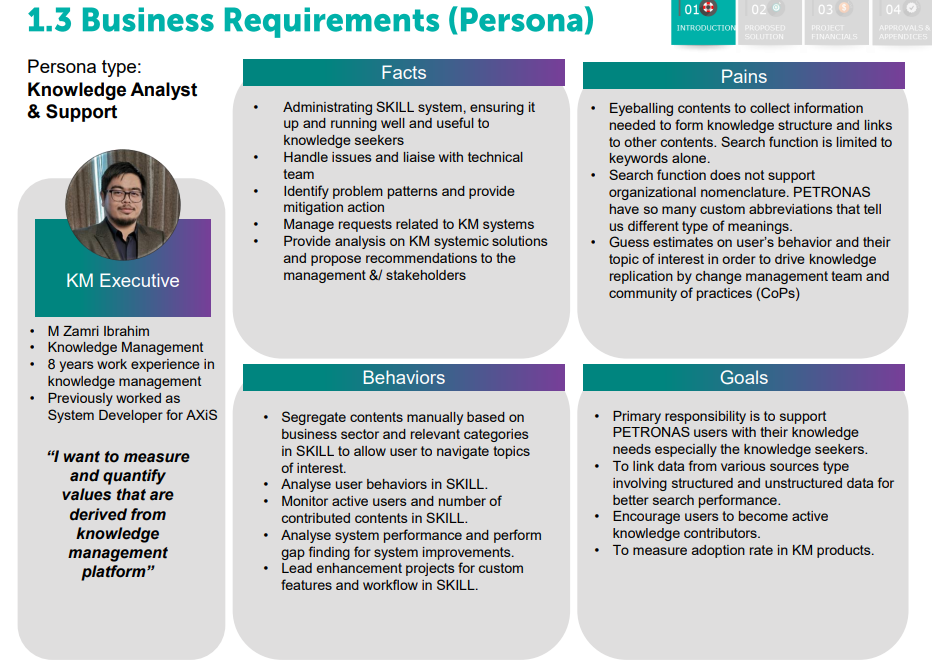 1.3 Business Requirements (Persona)
01
INTRODUCTION
02
PROPOSED
SOLUTION
03
PROJECT
FINANCIALS
04
APPROVALS &
APPENDICES
Persona type:
Knowledge Analyst
& Support
KM Executive
• M Zamri Ibrahim
• Knowledge Management
• 8 years work experience in
knowledge management
• Previously worked as
System Developer for AXiS
“I want to measure
and quantify
values that are
derived from
knowledge
management
platform”
Facts
• Administrating SKILL system, ensuring it
up and running well and useful to
knowledge seekers
• Handle issues and liaise with technical
team
• Identify problem patterns and provide
mitigation action
• Manage requests related to KM systems
• Provide analysis on KM systemic solutions
and propose recommendations to the
management &/ stakeholders
Pains
• Eyeballing contents to collect information
needed to form knowledge structure and links
to other contents. Search function is limited to
keywords alone.
• Search function does not support
organizational nomenclature. PETRONAS
have so many custom abbreviations that tell
us different type of meanings.
• Guess estimates on user’s behavior and their
topic of interest in order to drive knowledge
replication by change management team and
community of practices (CoPs)
Behaviors
• Segregate contents manually based on
business sector and relevant categories
in SKILL to allow user to navigate topics
of interest.
• Analyse user behaviors in SKILL.
• Monitor active users and number of
contributed contents in SKILL.
• Analyse system performance and perform
gap finding for system improvements.
• Lead enhancement projects for custom
features and workflow in SKILL.
Goals
• Primary responsibility is to support
PETRONAS users with their knowledge
needs especially the knowledge seekers.
• To link data from various sources type
involving structured and unstructured data for
better search performance.
• Encourage users to become active
knowledge contributors.
• To measure adoption rate in KM products.